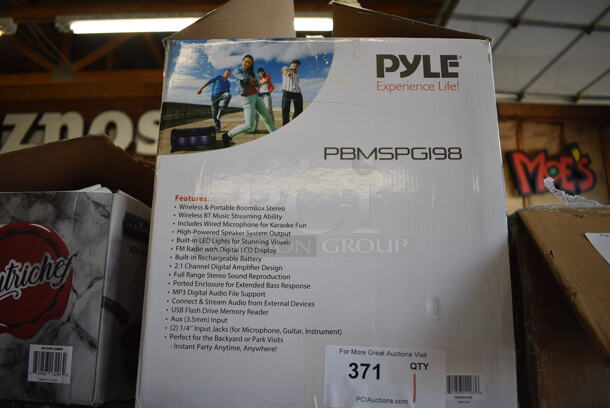 PYLE
Experience Life!
PBMSPG198
Features:
• Wireless & Portable BoomBox Stereo
• Wireless BT Music Streaming Ability
• Includes Wired Microphone for Karaoke Fun
• High-Powered Speaker System Output
• Built-in LED Lights for Stunning Visuals
• FM Radio with Digital LCD Display
• Built-in Rechargeable Battery
• 2.1 Channel Digital Amplifier Design
• Full Range Stereo Sound Reproduction
• Ported Enclosure for Extended Bass Response
• MP3 Digital Audio File Support
• Connect & Stream Audio from External Devices
• USB Flash Drive Memory Reader
• Aux (3.5mm) Input
• (2) 1/4" Input Jacks (for Microphone, Guitar, Instrument)
• Perfect for the Backyard or Park Visits
- Instant Party Anytime, Anywhere!
For More Great Auctions Visit
371
QTY
1
PCIAuctions.com
znos
MOE'S
utrichef
GROUP